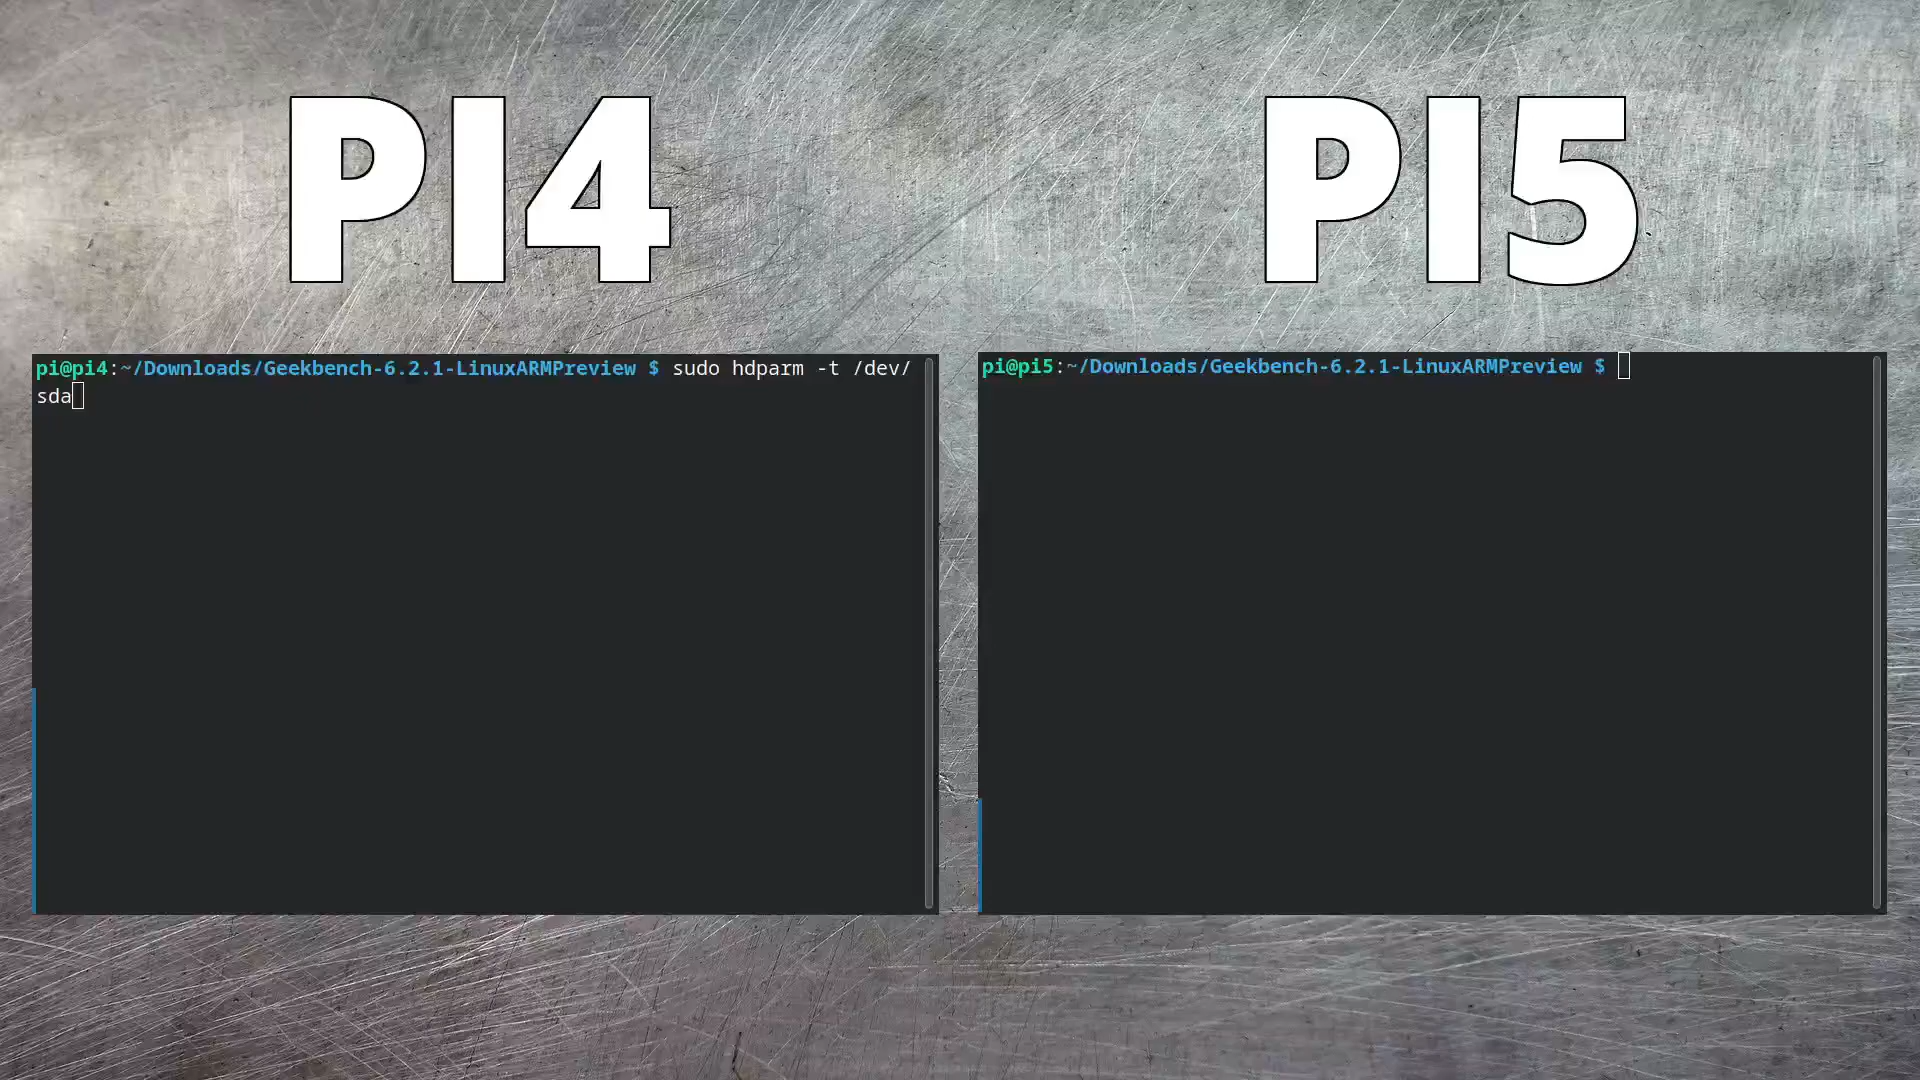 PI4
PI5
pi@pi4:~/Downloads/Geekbench-6.2.1-LinuxARMPreview $ sudo hdparm -t /dev/
sda
pi@pi5:~/Downloads/Geekbench-6.2.1-LinuxARMPreview $